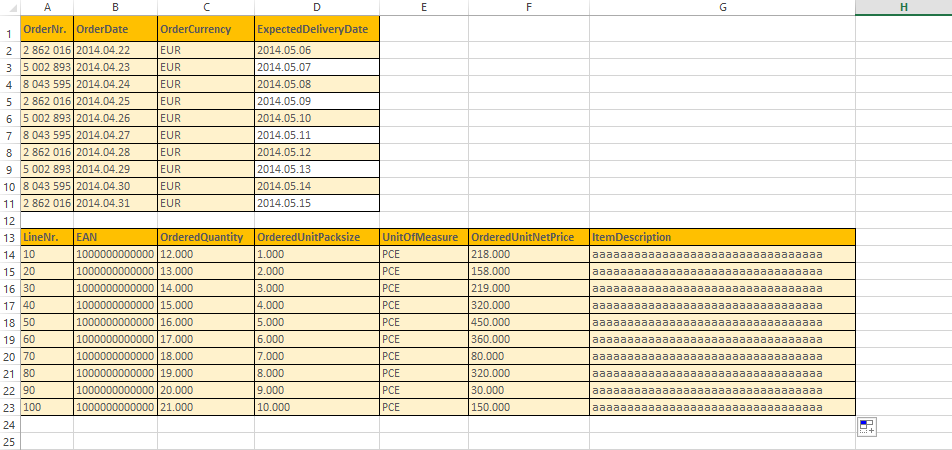 A B C D E F G H
1 OrderNr. OrderDate OrderCurrency ExpectedDeliveryDate
2 2 862 016 2014.04.22 EUR 2014.05.06
3 5 002 893 2014.04.23 EUR 2014.05.07
4 8 043 595 2014.04.24 EUR 2014.05.08
5 2 862 016 2014.04.25 EUR 2014.05.09
6 5 002 893 2014.04.26 EUR 2014.05.10
7 8 043 595 2014.04.27 EUR 2014.05.11
8 2 862 016 2014.04.28 EUR 2014.05.12
9 5 002 893 2014.04.29 EUR 2014.05.13
10 8 043 595 2014.04.30 EUR 2014.05.14
11 2 862 016 2014.04.31 EUR 2014.05.15
12
13 LineNr. EAN OrderedQuantity OrderedUnitPacksize UnitOfMeasure OrderedUnitNetPrice ItemDescription
14 10 1000000000000 12.000 1.000 PCE 218.000 aaaaaaaaaaaaaaaaaaaaaaaaaaaaaaaaa
15 20 1000000000000 13.000 2.000 PCE 158.000 aaaaaaaaaaaaaaaaaaaaaaaaaaaaaaaaa
16 30 1000000000000 14.000 3.000 PCE 219.000 aaaaaaaaaaaaaaaaaaaaaaaaaaaaaaaaa
17 40 1000000000000 15.000 4.000 PCE 320.000 aaaaaaaaaaaaaaaaaaaaaaaaaaaaaaaaa
18 50 1000000000000 16.000 5.000 PCE 450.000 aaaaaaaaaaaaaaaaaaaaaaaaaaaaaaaaa
19 60 1000000000000 17.000 6.000 PCE 360.000 aaaaaaaaaaaaaaaaaaaaaaaaaaaaaaaaa
20 70 1000000000000 18.000 7.000 PCE 80.000 aaaaaaaaaaaaaaaaaaaaaaaaaaaaaaaaa
21 80 1000000000000 19.000 8.000 PCE 320.000 aaaaaaaaaaaaaaaaaaaaaaaaaaaaaaaaa
22 90 1000000000000 20.000 9.000 PCE 30.000 aaaaaaaaaaaaaaaaaaaaaaaaaaaaaaaaa
23 100 1000000000000 21.000 10.000 PCE 150.000 aaaaaaaaaaaaaaaaaaaaaaaaaaaaaaaaa
24
25